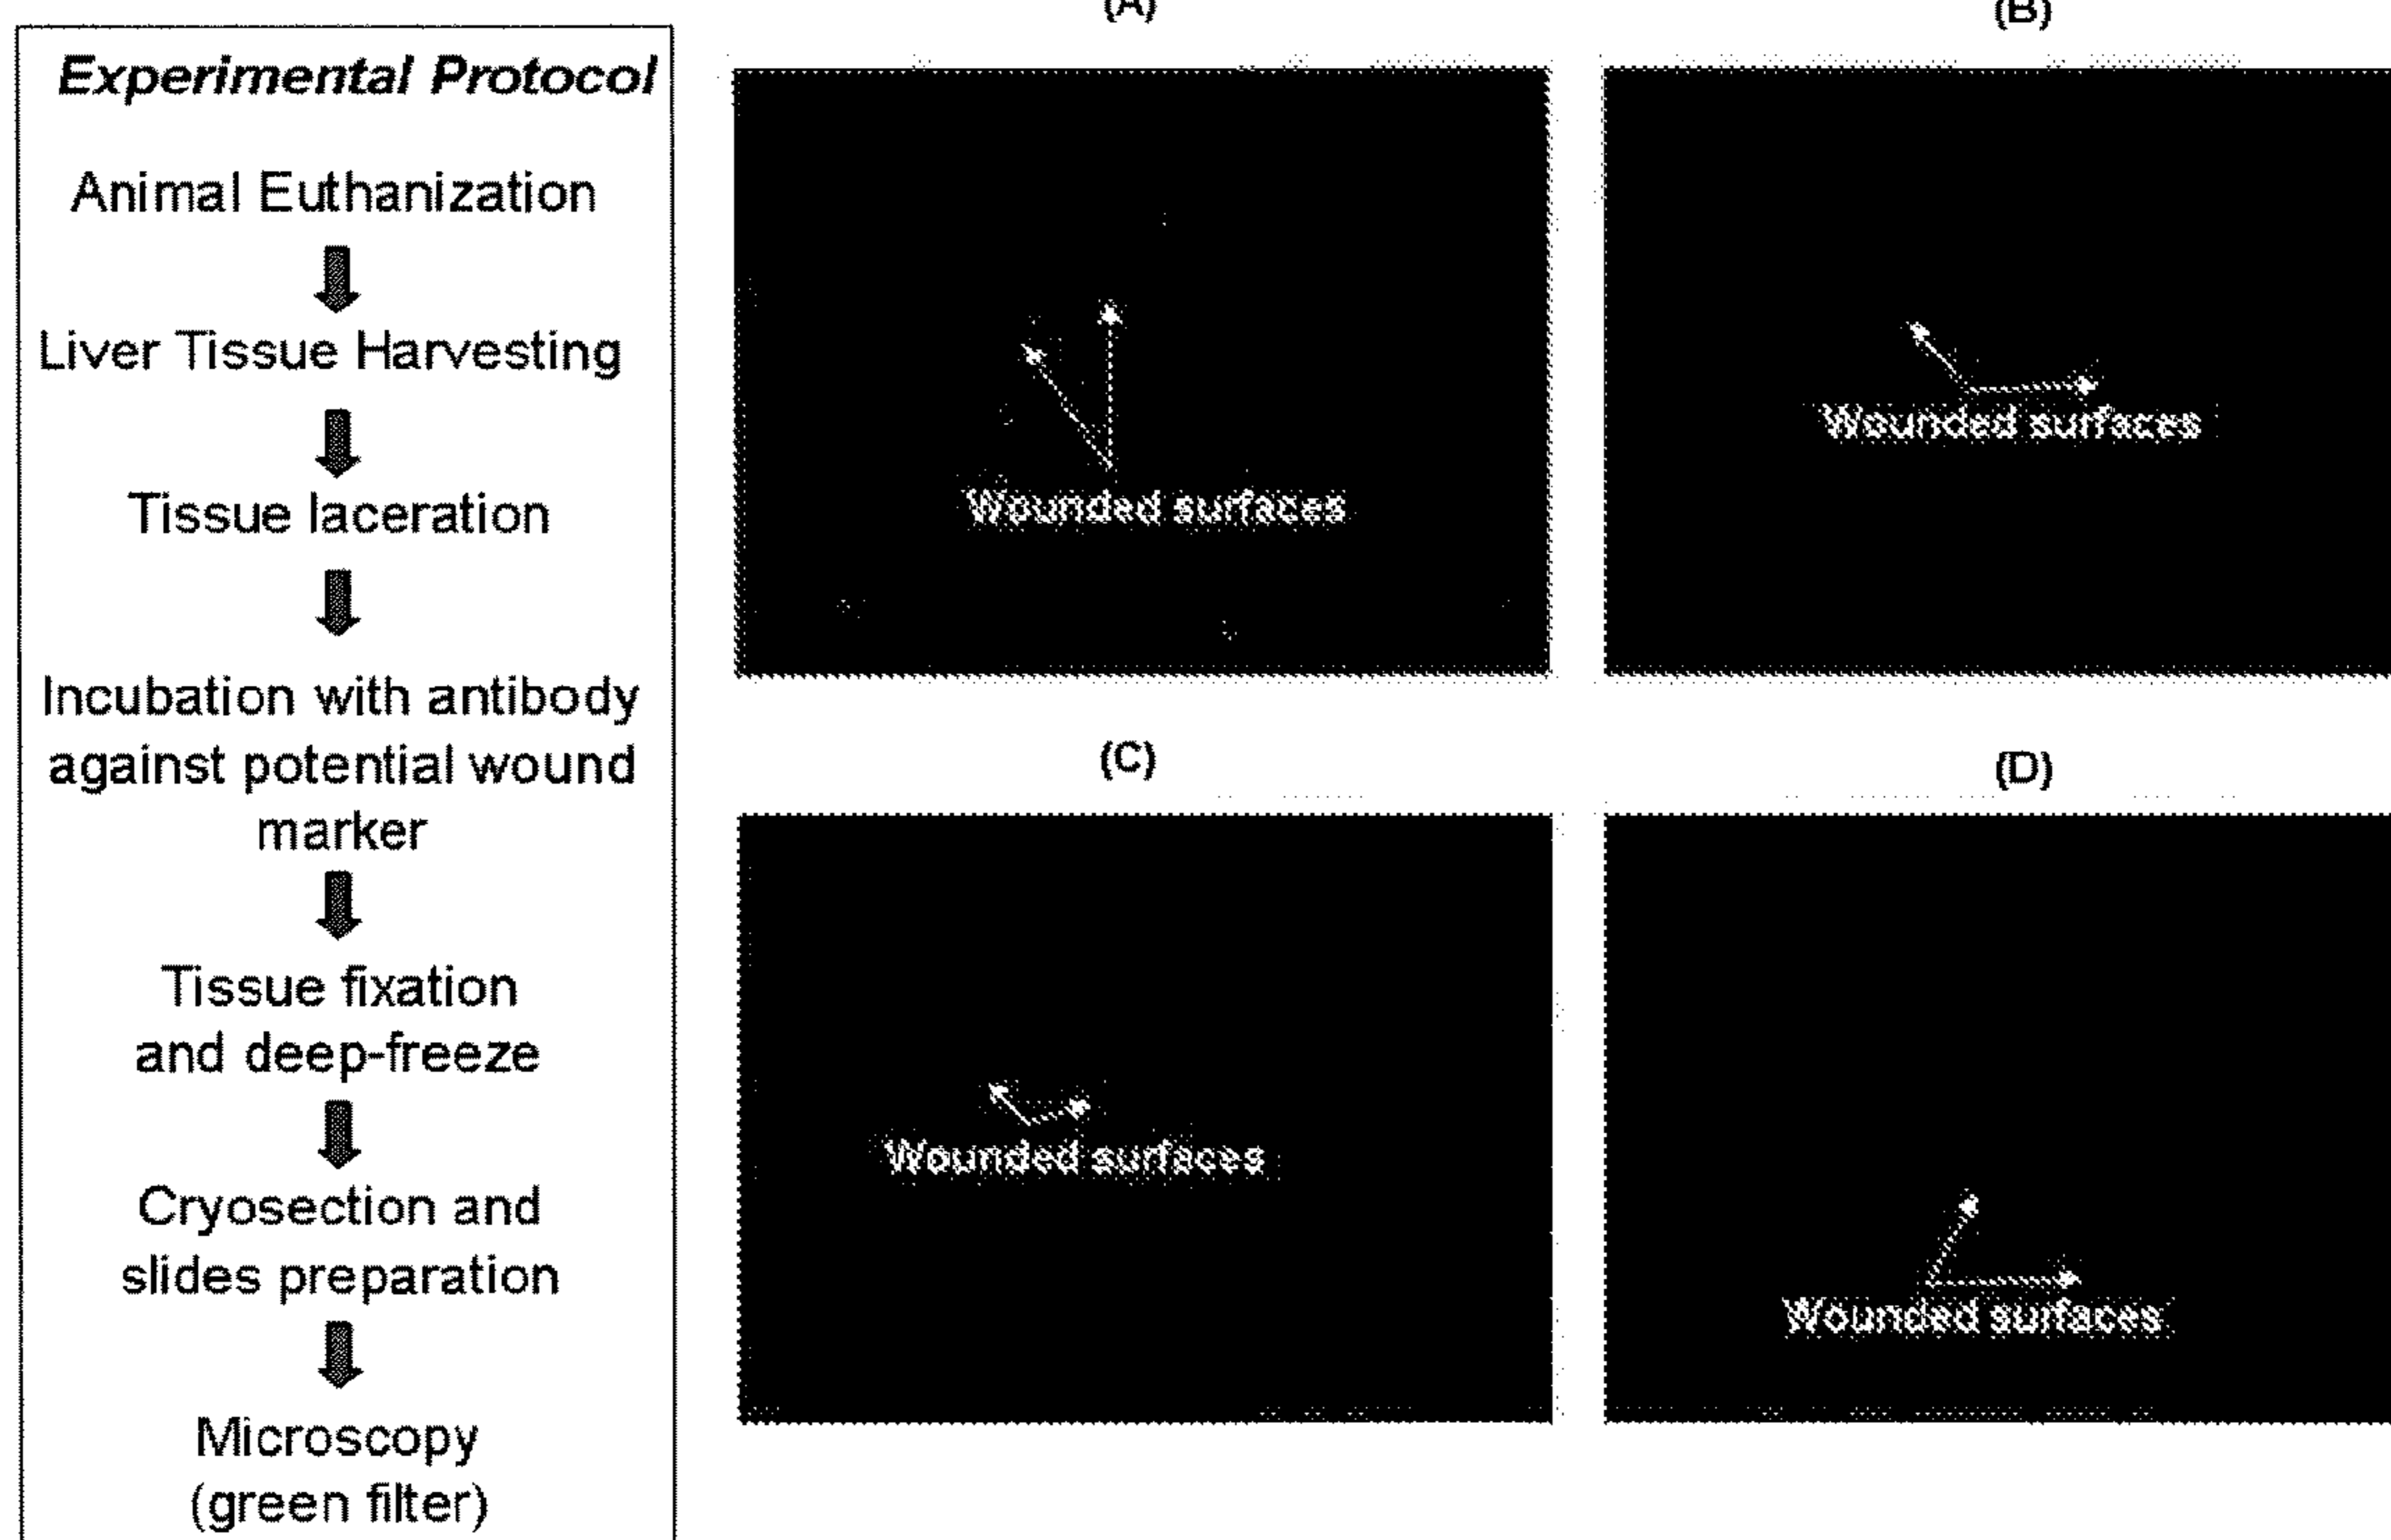 Experimental Protocol
Animal Euthanization
Liver Tissue Harvesting
Tissue laceration
Incubation with antibody
against potential wound
marker
Tissue fixation
and deep-freeze
Cryosection and
slides preparation
Microscopy
(green filter)
(A)
Wounded surfaces
(B)
Wounded surfaces
(C)
Wounded surfaces
(D)
Wounded surfaces